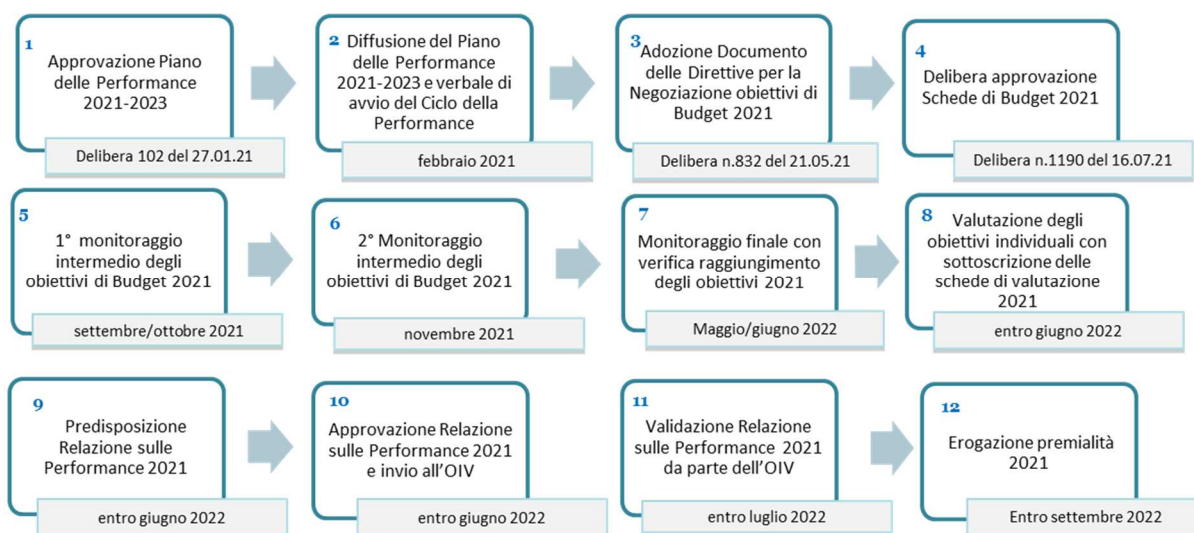 1
Approvazione Piano
delle Performance
2021-2023
Delibera 102 del 27.01.21
2
Diffusione del Piano
delle Performance
2021-2023 e verbale di
avvio del Ciclo della
Performance
febbraio 2021
3
Adozione Documento
delle Direttive per la
Negoziazione obiettivi di
Budget 2021
Delibera n.832 del 21.05.21
4
Delibera approvazione
Schede di Budget 2021
Delibera n.1190 del 16.07.21
5
1° monitoraggio
intermedio degli
obiettivi di Budget 2021
settembre/ottobre 2021
6
2° Monitoraggio
intermedio degli
obiettivi di Budget 2021
novembre 2021
7
Monitoraggio finale con
verifica raggiungimento
degli obiettivi 2021
Maggio/giugno 2022
8
Valutazione degli
obiettivi individuali con
sottoscrizione delle
schede di valutazione
2021
entro giugno 2022
9
Predisposizione
Relazione sulle
Performance 2021
entro giugno 2022
10
Approvazione Relazione
sulle Performance 2021
e invio all'OIV
entro giugno 2022
11
Validazione Relazione
sulle Performance 2021
da parte dell'OIV
entro luglio 2022
12
Erogazione premialità
2021
Entro settembre 2022